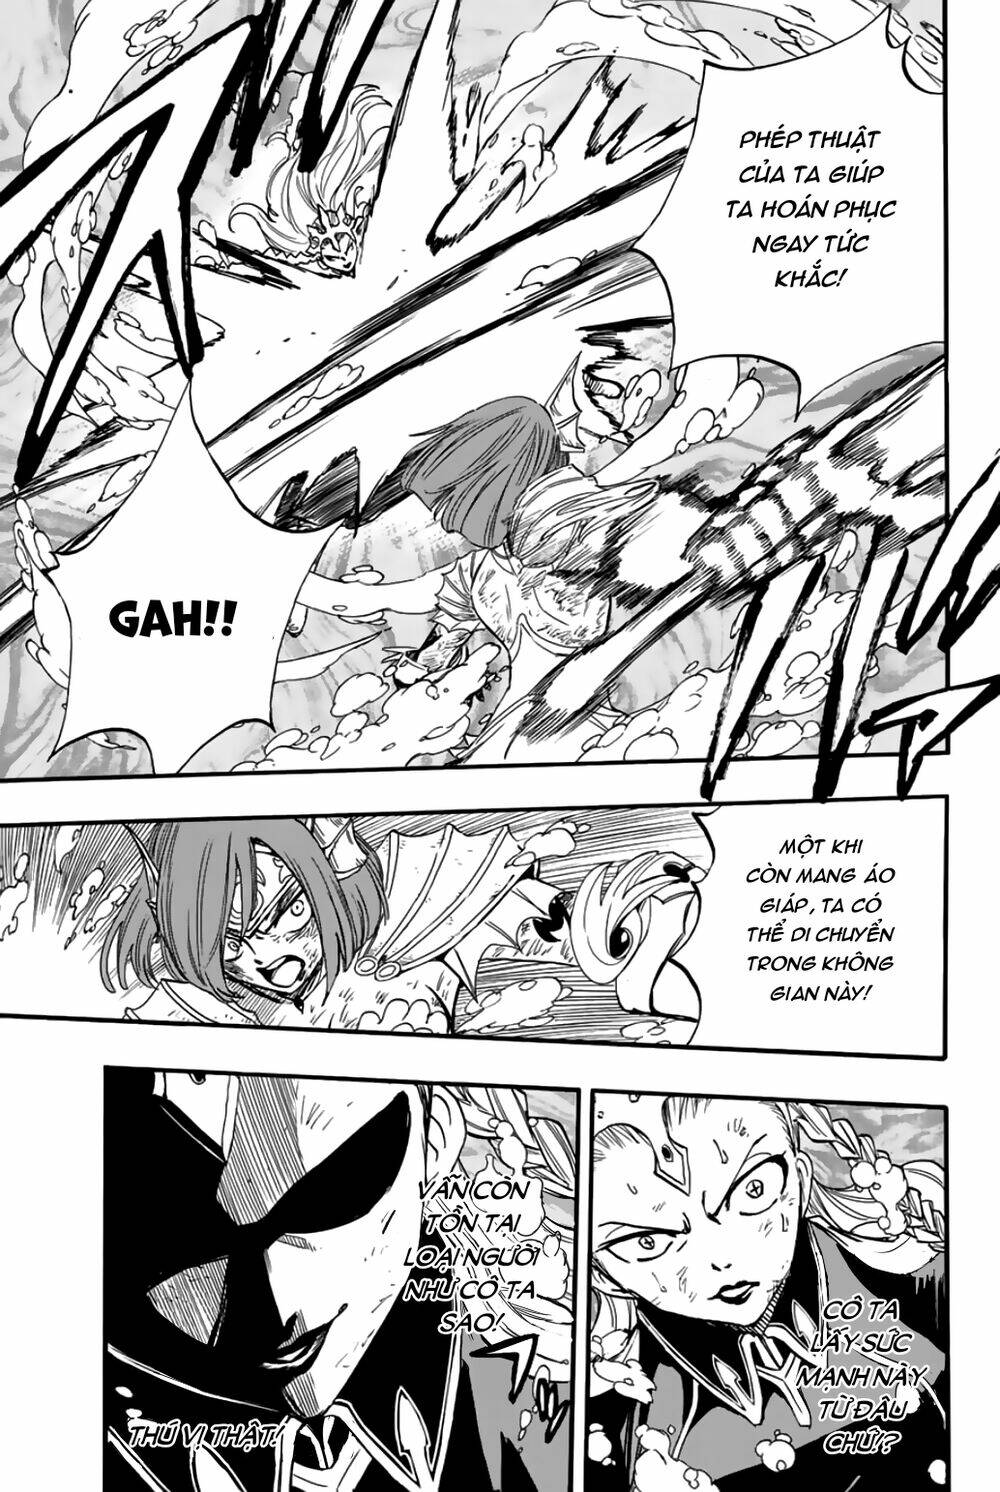 PHÉP THUẬT
CỦA TA GIÚP
TA HOÁN PHỤC
NGAY TỨC
KHẮC!
GAH!!
MỘT KHI
CÒN MANG ÁO
GIÁP, TA CÓ
THỂ DI CHUYỂN
TRONG KHÔNG
GIAN NÀY!
CÔ TA
LẤY SỨC
MẠNH NÀY
TỪ ĐÂU
CHỨ!?
VẪN CÒN
TỒN TẠI
LOẠI NGƯỜI
NHƯ CÔ TA
SAO!
THÚ VỊ THẬT!